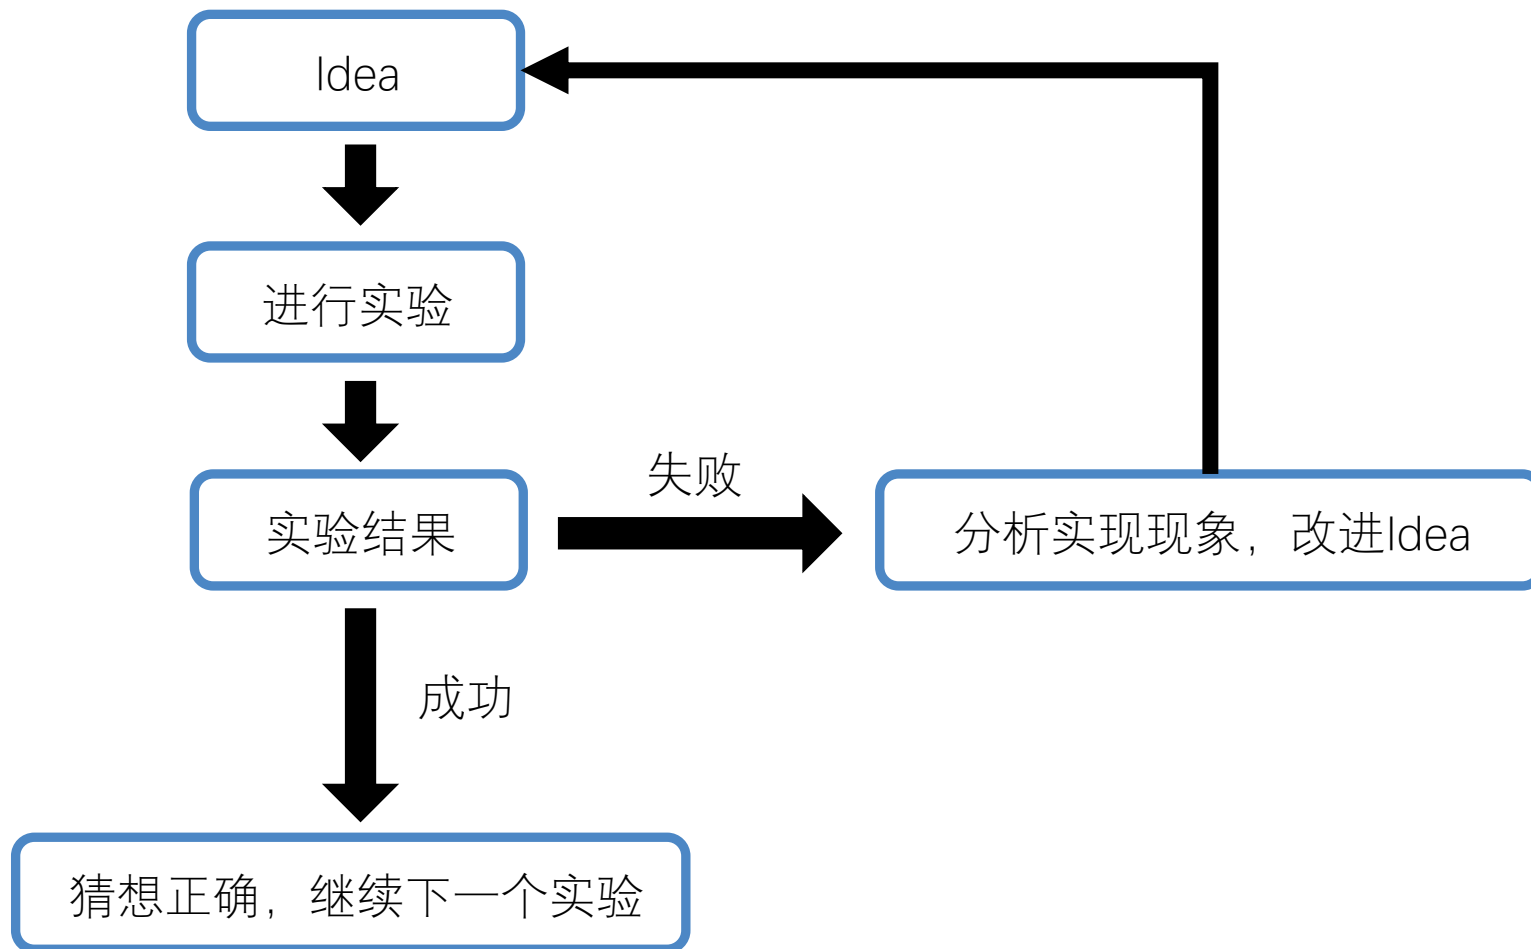 Idea
进行实验
失败
实验结果
分析实现现象，改进Idea
成功
猜想正确，继续下一个实验